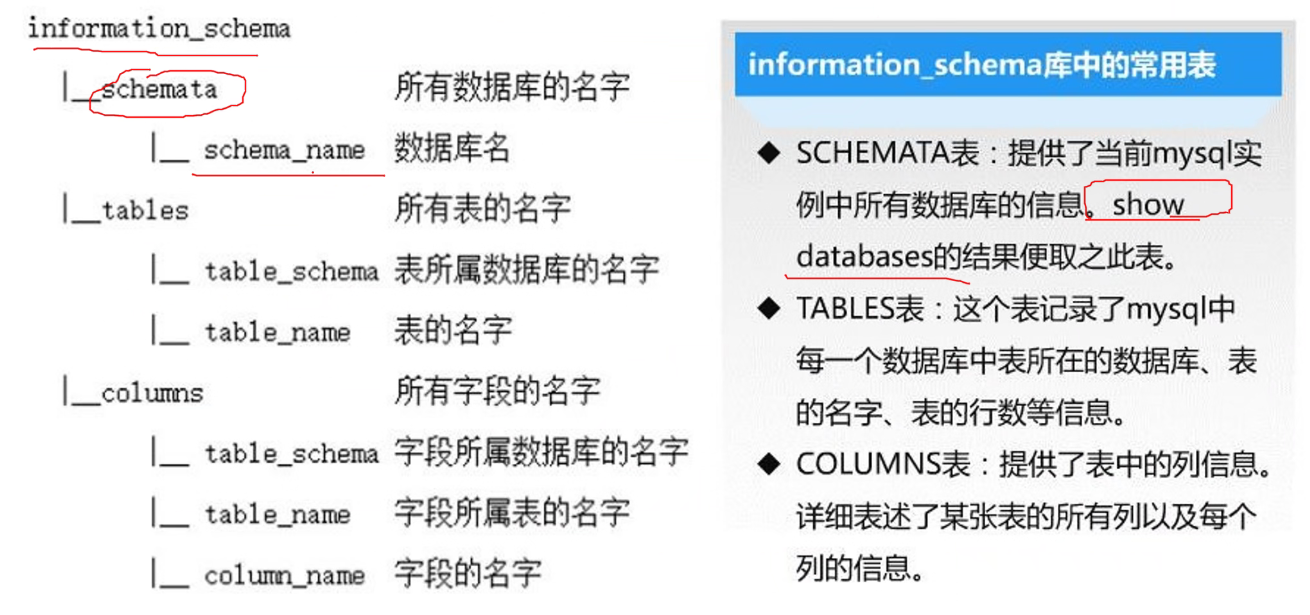 information_schema
|__schemata 所有数据库的名字
|__ schema_name 数据库名
|__tables 所有表的名字
|__ table_schema 表所属数据库的名字
|__ table_name 表的名字
|__columns 所有字段的名字
|__ table_schema 字段所属数据库的名字
|__ table_name 字段所属表的名字
|__ column_name 字段的名字
information_schema库中的常用表
◆ SCHEMATA表：提供了当前mysql实
例中所有数据库的信息。show
databases的结果便取之此表。
◆ TABLES表：这个表记录了mysql中
每一个数据库中表所在的数据库、表
的名字、表的行数等信息。
◆ COLUMNS表：提供了表中的列信息。
详细表述了某张表的所有列以及每个
列的信息。